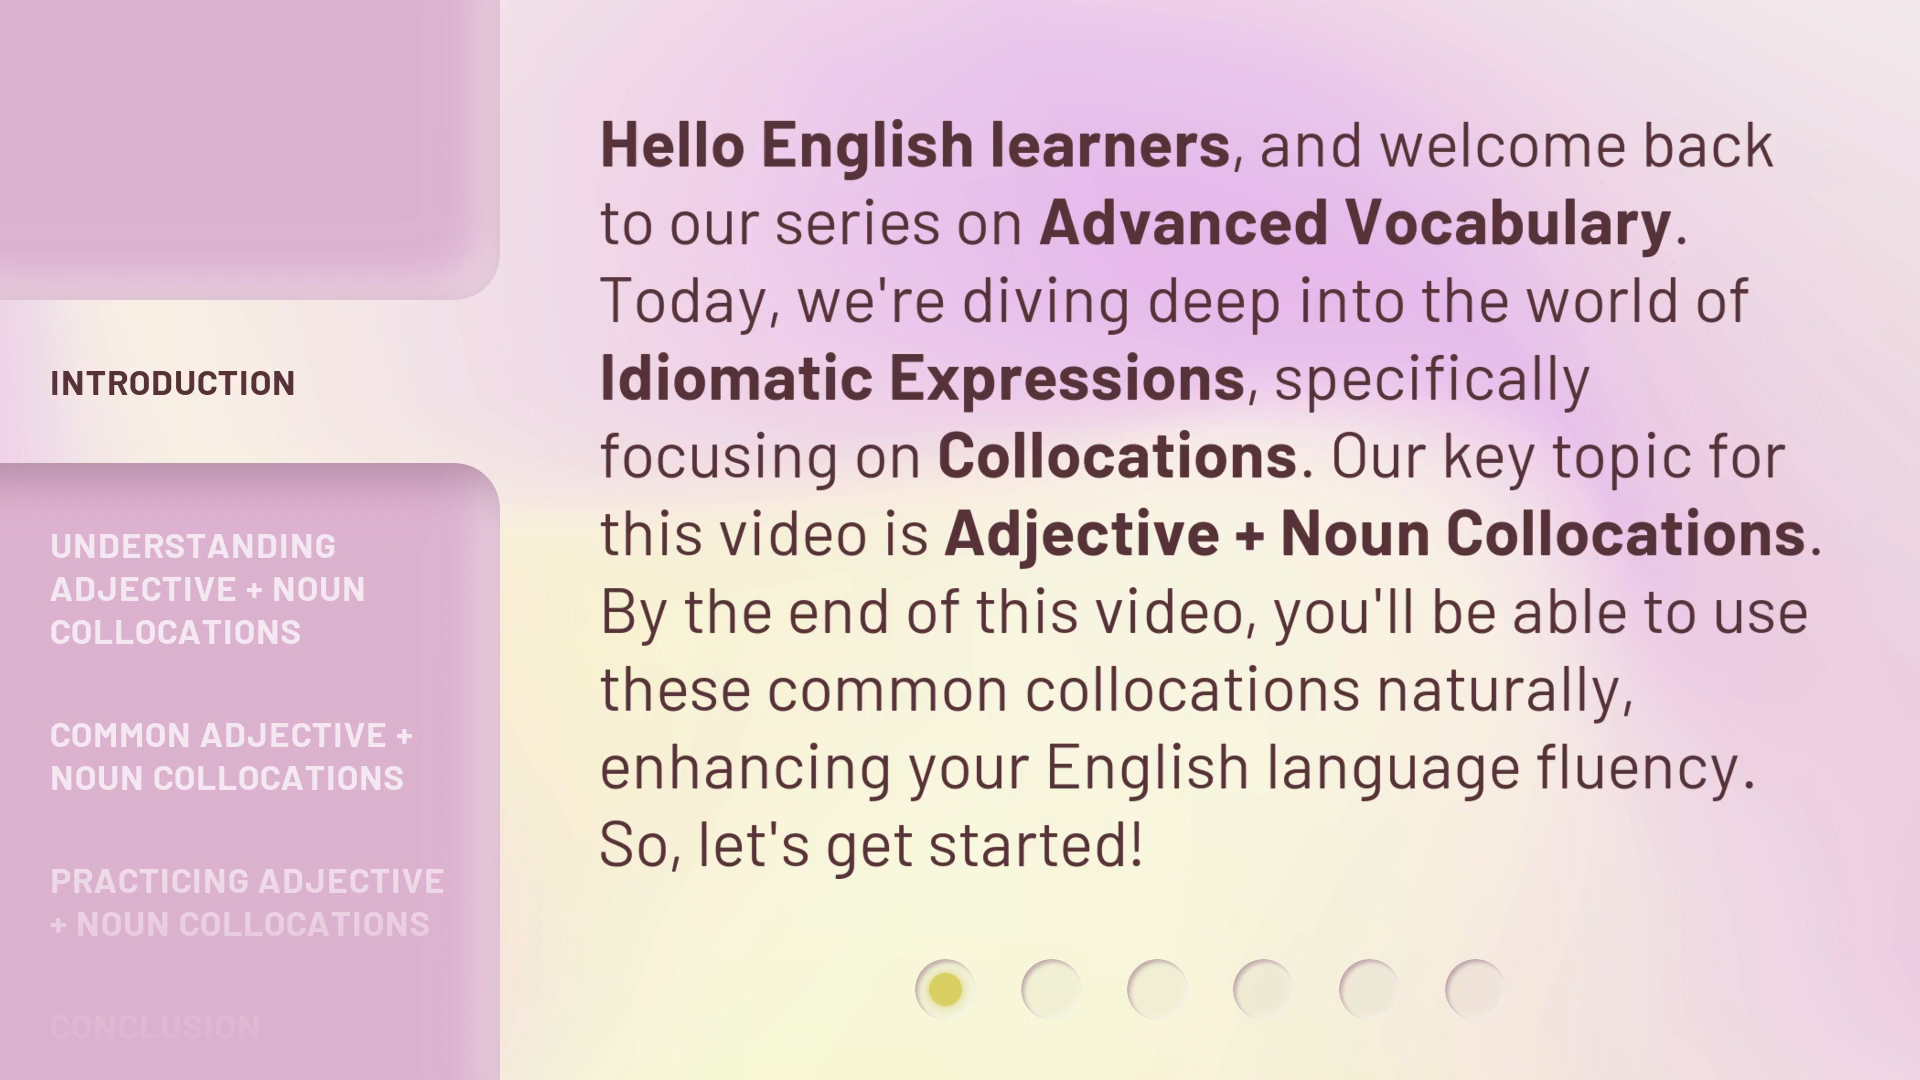 INTRODUCTION
UNDERSTANDING
ADJECTIVE + NOUN
COLLOCATIONS
COMMON ADJECTIVE +
NOUN COLLOCATIONS
PRACTICING ADJECTIVE
+ NOUN COLLOCATIONS
CONCLUSION
Hello English learners, and welcome back
to our series on Advanced Vocabulary.
Today, we're diving deep into the world of
Idiomatic Expressions, specifically
focusing on Collocations. Our key topic for
this video is Adjective + Noun Collocations.
By the end of this video, you'll be able to use
these common collocations naturally,
enhancing your English language fluency.
So, let's get started!